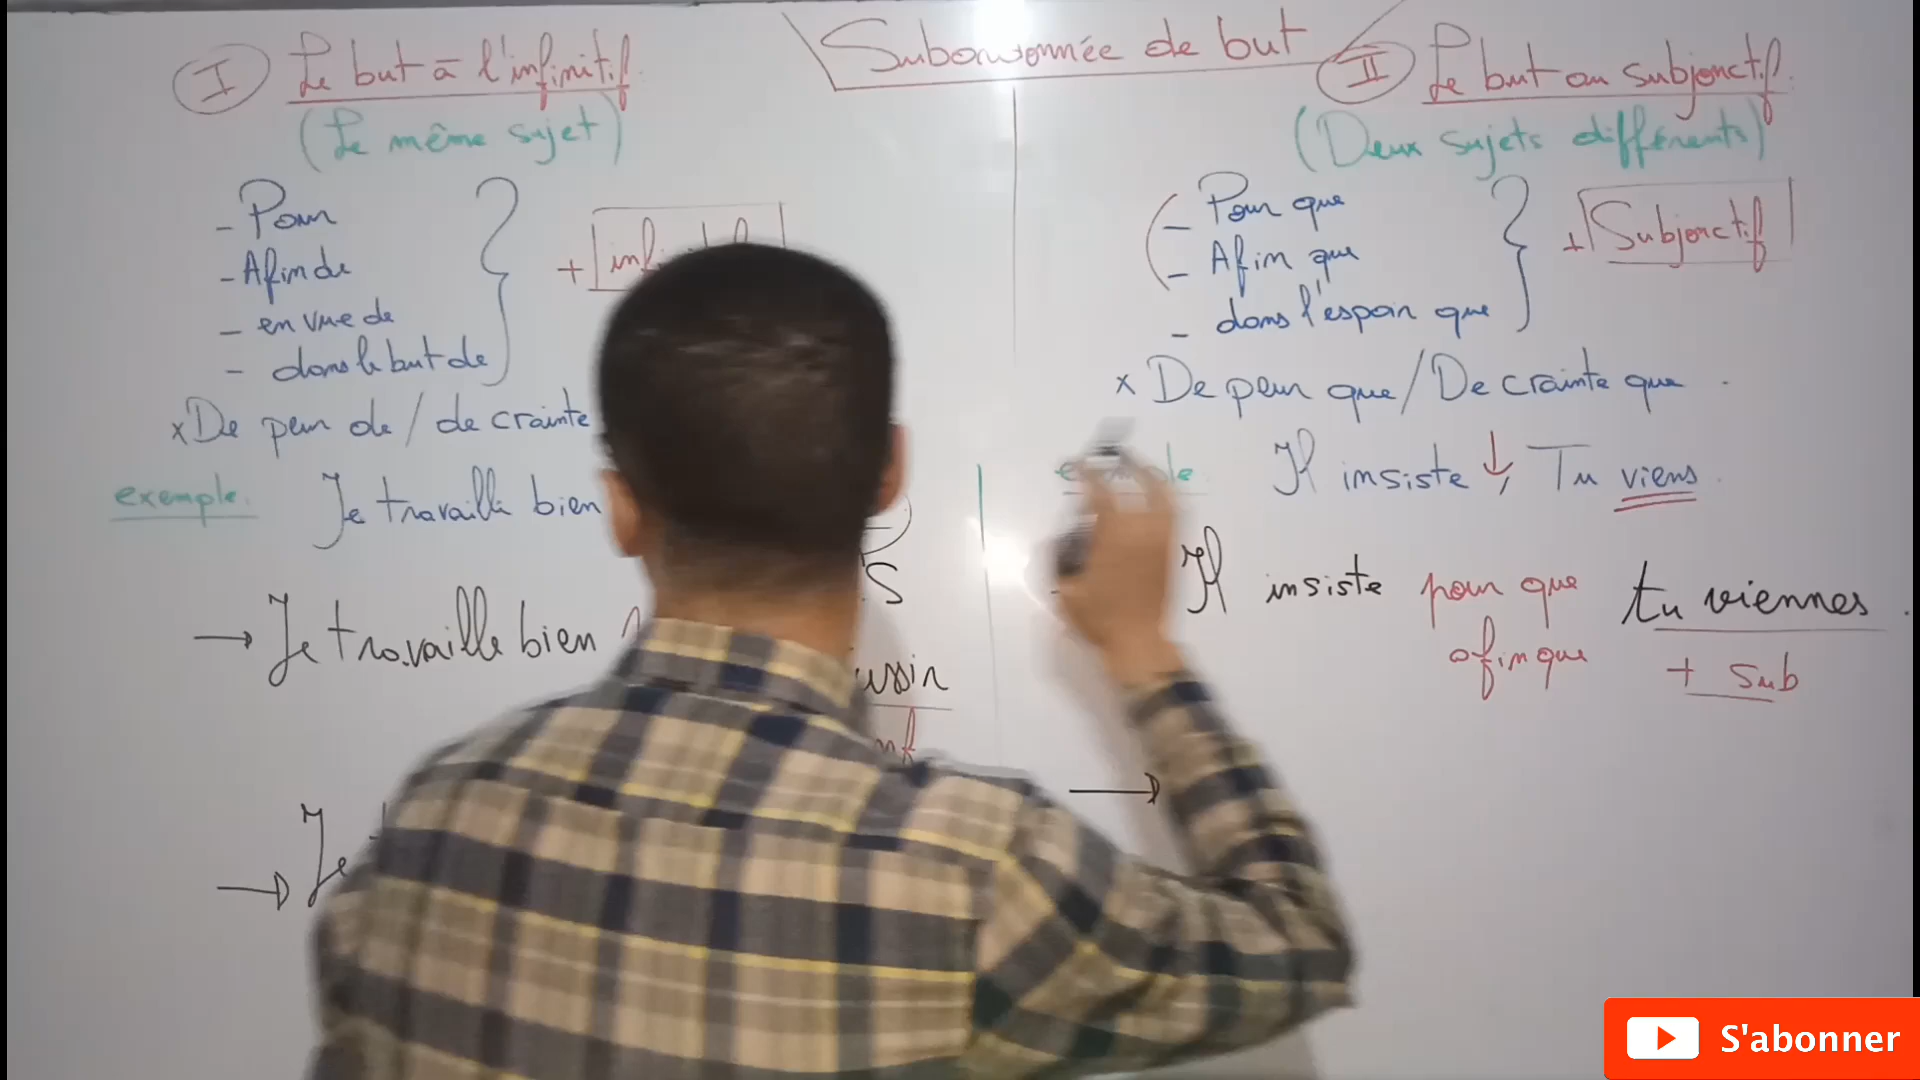 Subordonnée de but
I Le but à l'infinitif
(Le même sujet)
- Pour
- Afin de
- en vue de
- dans le but de
+
x De peur de / de crainte
exemple. Je travaille bien
S
→ Je travaille bien
→ Je
II Le but au subjonctif.
(Deux sujets différents)
- Pour que
- Afin que
- dans l'espoir que
+ Subjonctif
x De peur que / De crainte que .
Il insiste ↓, Tu viens.
Il insiste pour que tu viennes.
afin que + Sub
→
S'abonner